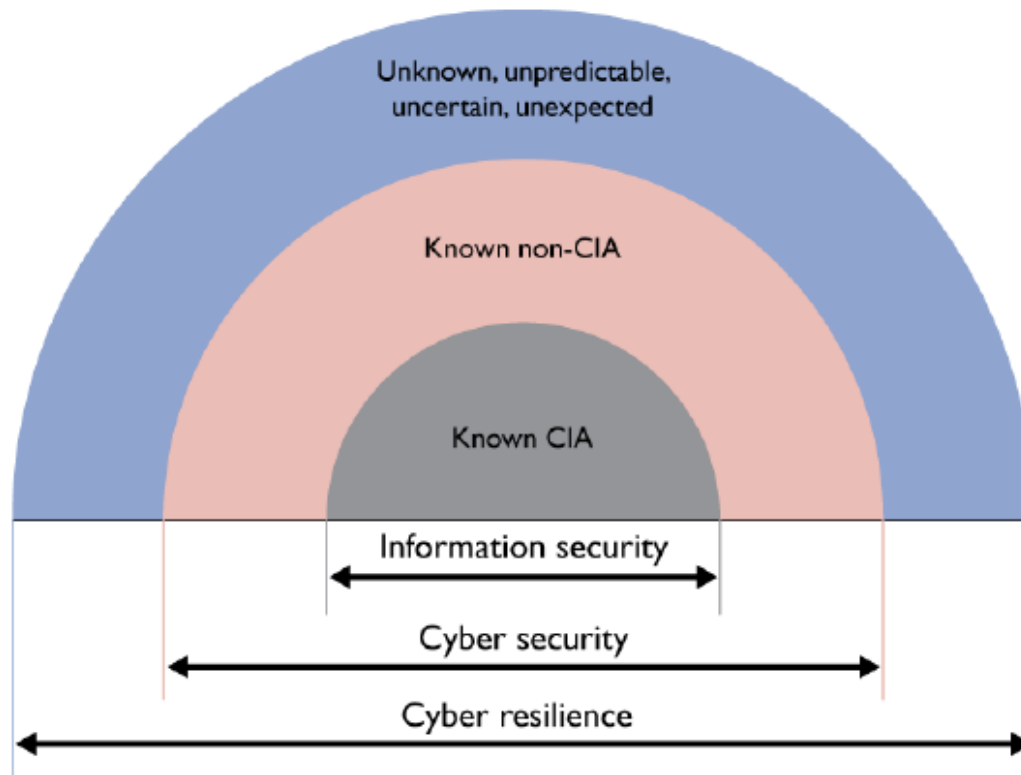 Unknown, unpredictable,
uncertain, unexpected
Known non-CIA
Known CIA
Information security
Cyber security
Cyber resilience